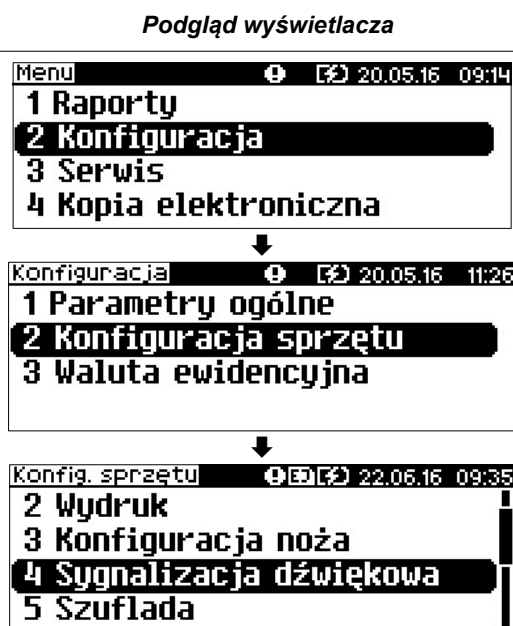 Podgląd wyświetlacza
Menu 20.05.16 09:14
1 Raporty
2 Konfiguracja
3 Serwis
4 Kopia elektroniczna
Konfiguracja 20.05.16 11:26
1 Parametry ogólne
2 Konfiguracja sprzętu
3 Waluta ewidencyjna
Konfig. sprzętu 22.06.16 09:35
2 Wydruk
3 Konfiguracja noża
4 Sygnalizacja dźwiękowa
5 Szuflada